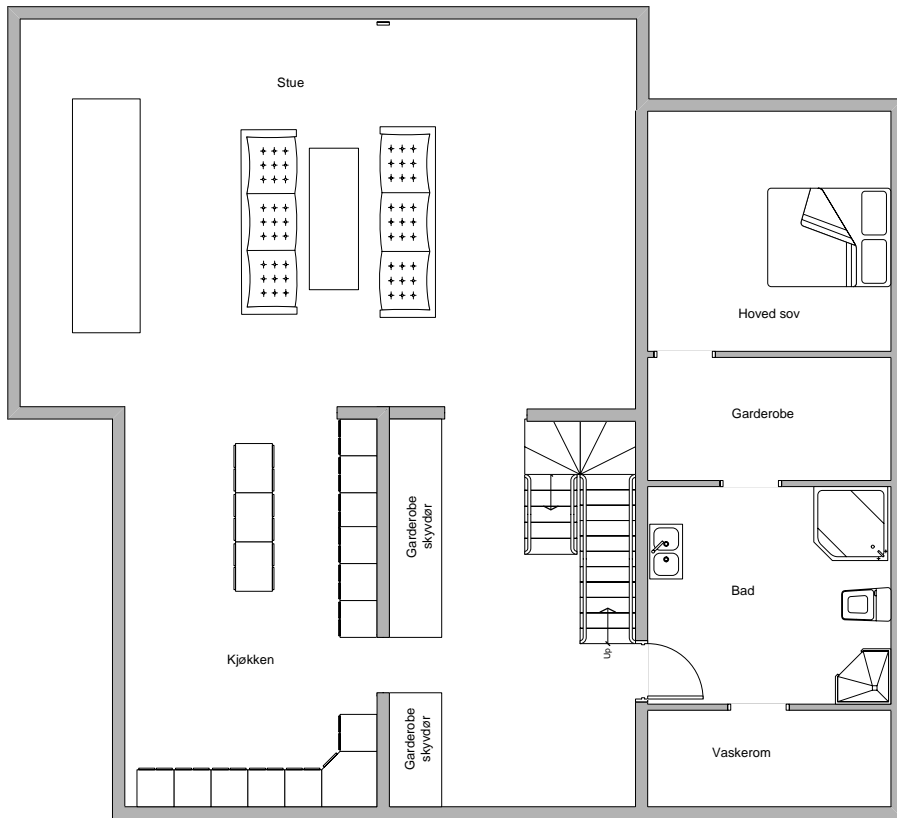 Stue
Hoved sov
Garderobe
Garderobe
skyvdør
Bad
Up
Kjøkken
Garderobe
skyvdør
Vaskerom